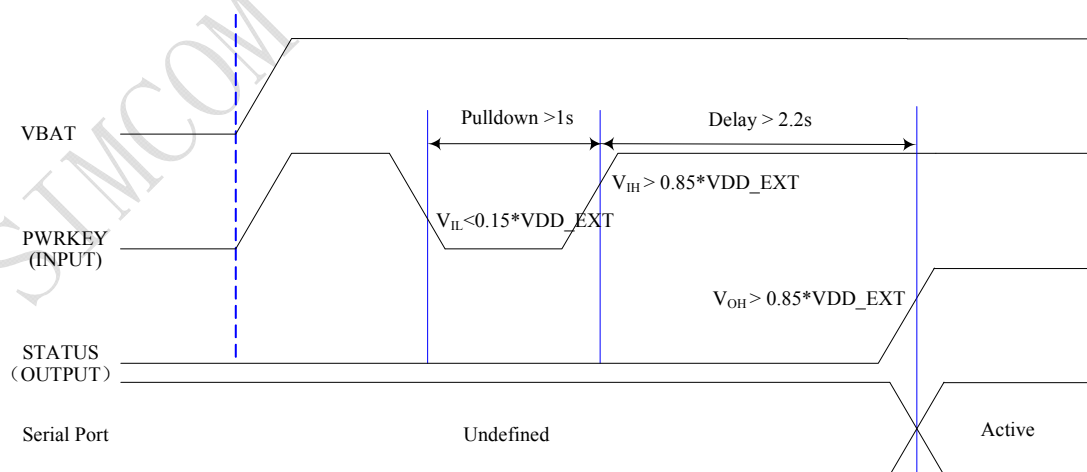 SIMCOM
VBAT
Pulldown >1s
Delay > 2.2s
VIH > 0.85*VDD_EXT
VIL<0.15*VDD_EXT
PWRKEY
(INPUT)
VOH > 0.85*VDD_EXT
STATUS
（OUTPUT）
Serial Port
Undefined
Active